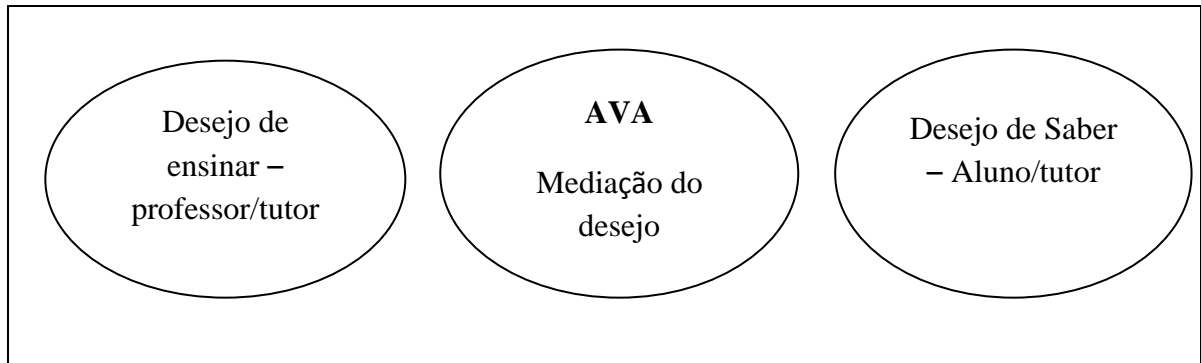 Desejo de
ensinar –
professor/tutor
AVA
Mediação do
desejo
Desejo de Saber
– Aluno/tutor